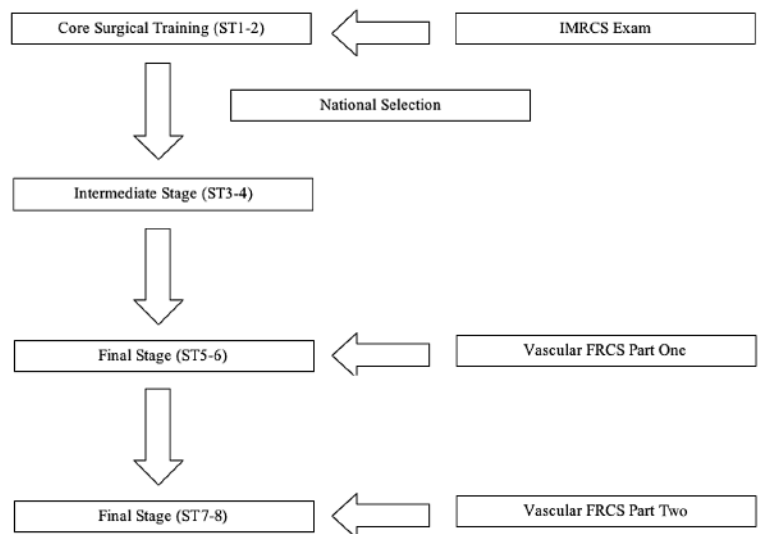 Core Surgical Training (ST1-2)
IMRCS Exam
National Selection
Intermediate Stage (ST3-4)
Final Stage (ST5-6)
Vascular FRCS Part One
Final Stage (ST7-8)
Vascular FRCS Part Two